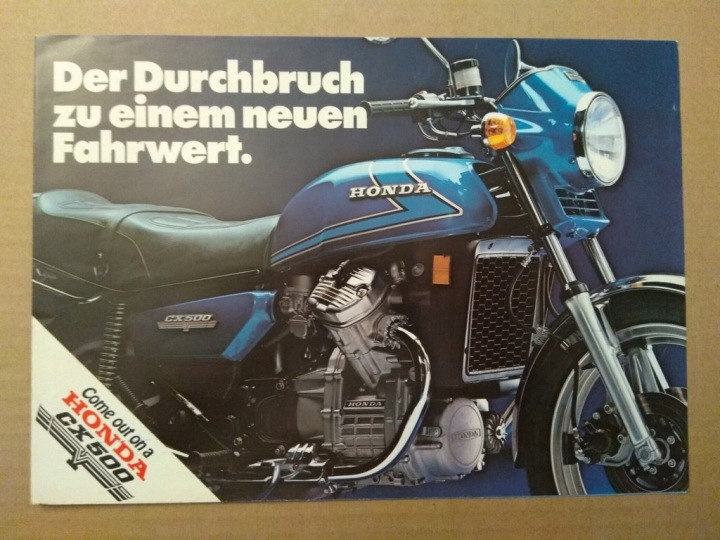 Der Durchbruch
zu einem neuen
Fahrwert.
HONDA
CX500
HONDA
HONDA
Come out on a
HONDA
CX500